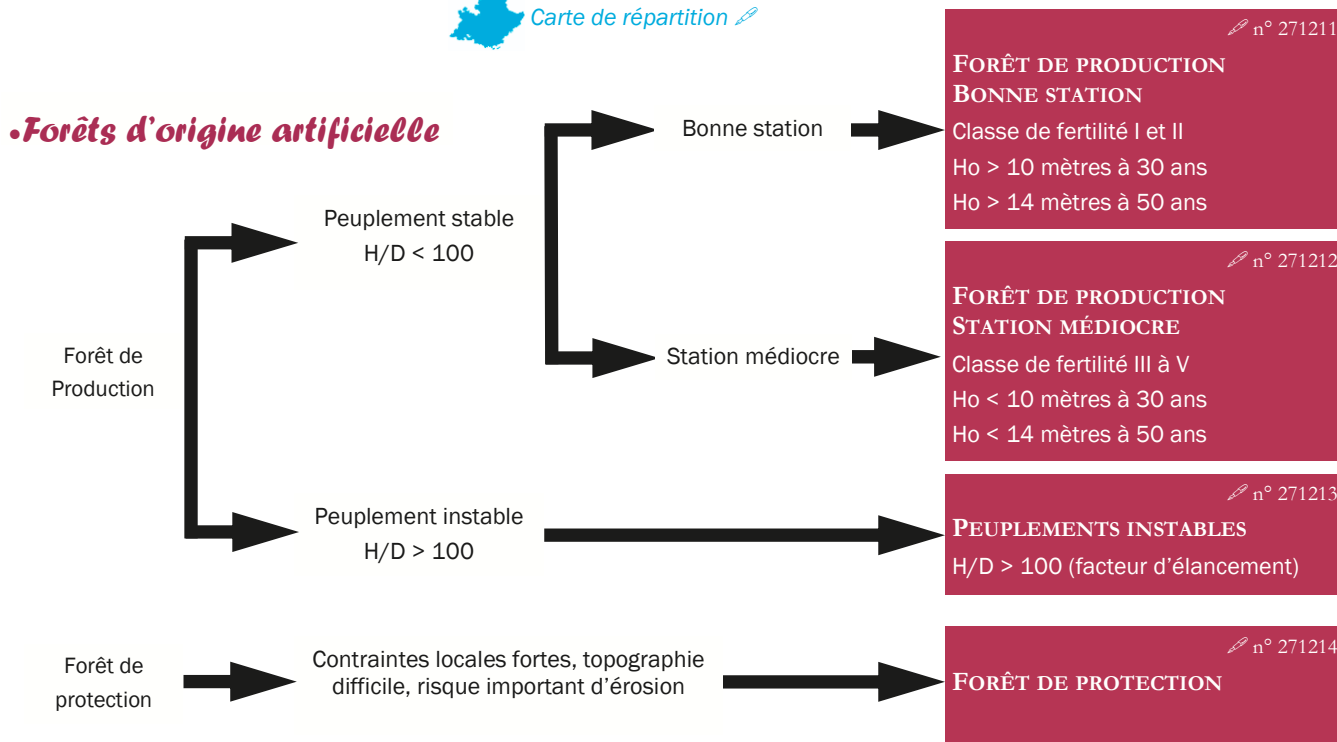 Carte de répartition
•Forêts d'origine artificielle
Forêt de
Production
Peuplement stable
H/D < 100
Bonne station
n° 271211
FORÊT DE PRODUCTION
BONNE STATION
Classe de fertilité I et II
Ho > 10 mètres à 30 ans
Ho > 14 mètres à 50 ans
Station médiocre
n° 271212
FORÊT DE PRODUCTION
STATION MÉDIOCRE
Classe de fertilité III à V
Ho < 10 mètres à 30 ans
Ho < 14 mètres à 50 ans
Peuplement instable
H/D > 100
n° 271213
PEUPLEMENTS INSTABLES
H/D > 100 (facteur d'élancement)
Forêt de
protection
Contraintes locales fortes, topographie
difficile, risque important d'érosion
n° 271214
FORÊT DE PROTECTION